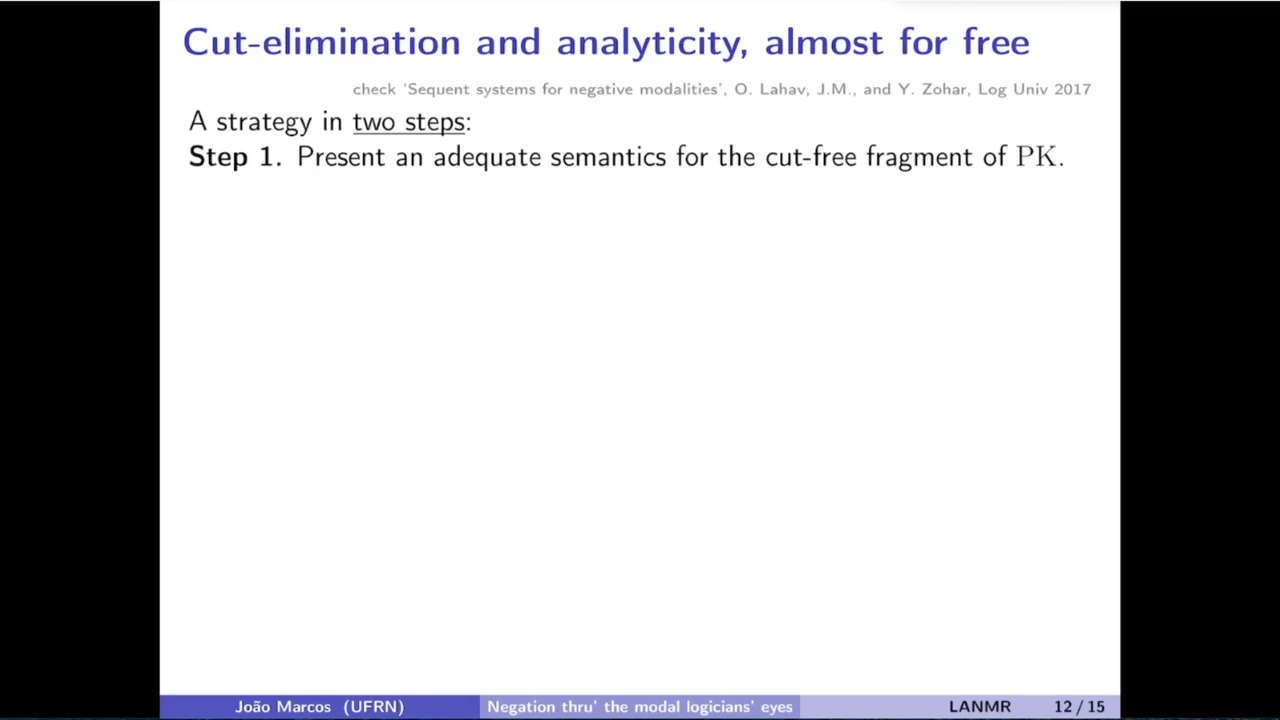 Cut-elimination and analyticity, almost for free
check ‘Sequent systems for negative modalities’, O. Lahav, J.M., and Y. Zohar, Log Univ 2017
A strategy in two steps:
Step 1. Present an adequate semantics for the cut-free fragment of PK.
João Marcos (UFRN) Negation thru’ the modal logicians’ eyes LANMR 12 / 15